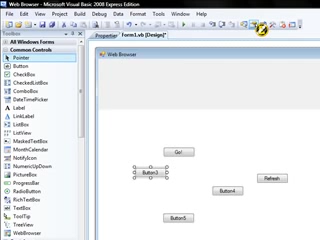 Web Browser - Microsoft Visual Basic 2008 Express Edition
File Edit View Project Build Debug Data Format Tools Window Help
Toolbox
Properties Form1.vb [Design]*
All Windows Forms
Common Controls
Pointer
Button
CheckBox
CheckedListBox
ComboBox
DateTimePicker
Label
LinkLabel
ListBox
ListView
MaskedTextBox
MonthCalendar
NotifyIcon
NumericUpDown
PictureBox
ProgressBar
RadioButton
RichTextBox
TextBox
ToolTip
TreeView
WebBrowser
Web Browser
Go!
Button3
Refresh
Button4
Button5